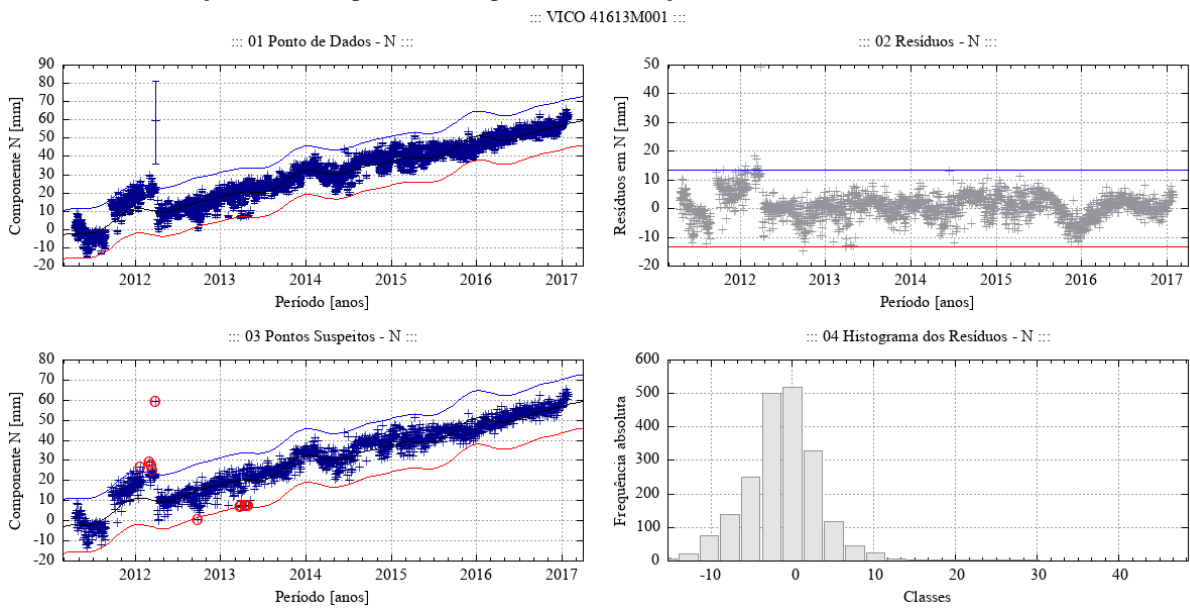 ::: VICO 41613M001 :::
::: 01 Ponto de Dados - N :::
Componente N [mm]
90
80
70
60
50
40
30
20
10
0
-10
-20
2012 2013 2014 2015 2016 2017
Período [anos]
::: 02 Resíduos - N :::
Resíduos em N [mm]
50
40
30
20
10
0
-10
-20
2012 2013 2014 2015 2016 2017
Período [anos]
::: 03 Pontos Suspeitos - N :::
Componente N [mm]
80
70
60
50
40
30
20
10
0
-10
-20
2012 2013 2014 2015 2016 2017
Período [anos]
::: 04 Histograma dos Resíduos - N :::
Frequência absoluta
600
500
400
300
200
100
0
-10 0 10 20 30 40
Classes